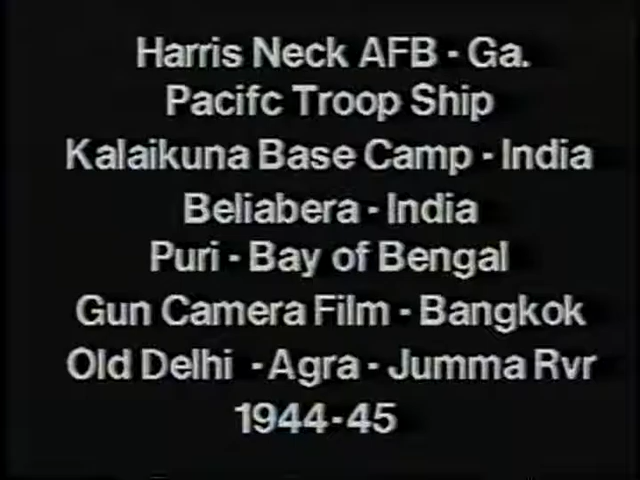 Harris Neck AFB - Ga.
Pacifc Troop Ship
Kalaikuna Base Camp - India
Beliabera - India
Puri - Bay of Bengal
Gun Camera Film - Bangkok
Old Delhi - Agra - Jumma Rvr
1944-45